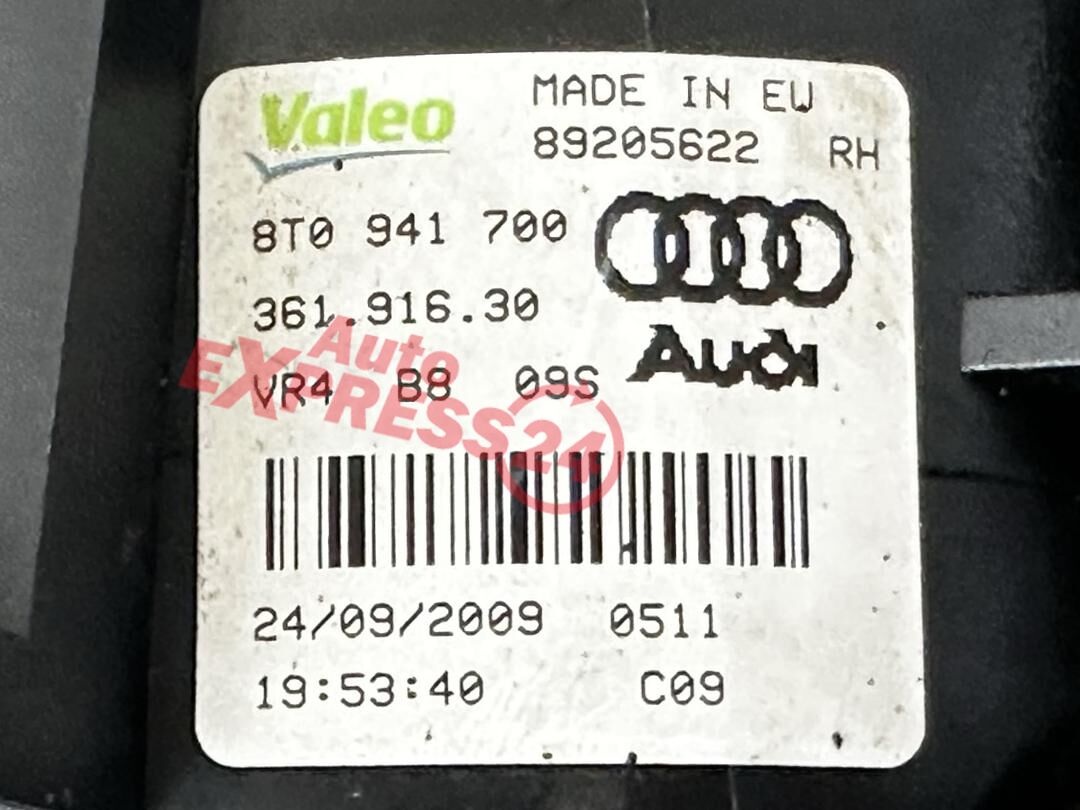 Valeo
MADE IN EW
89205622 RH
8T0 941 700
361.916.30
Audi
VR4 B8 09S
Auto
EXPRESS24
24/09/2009 0511
19:53:40 C09